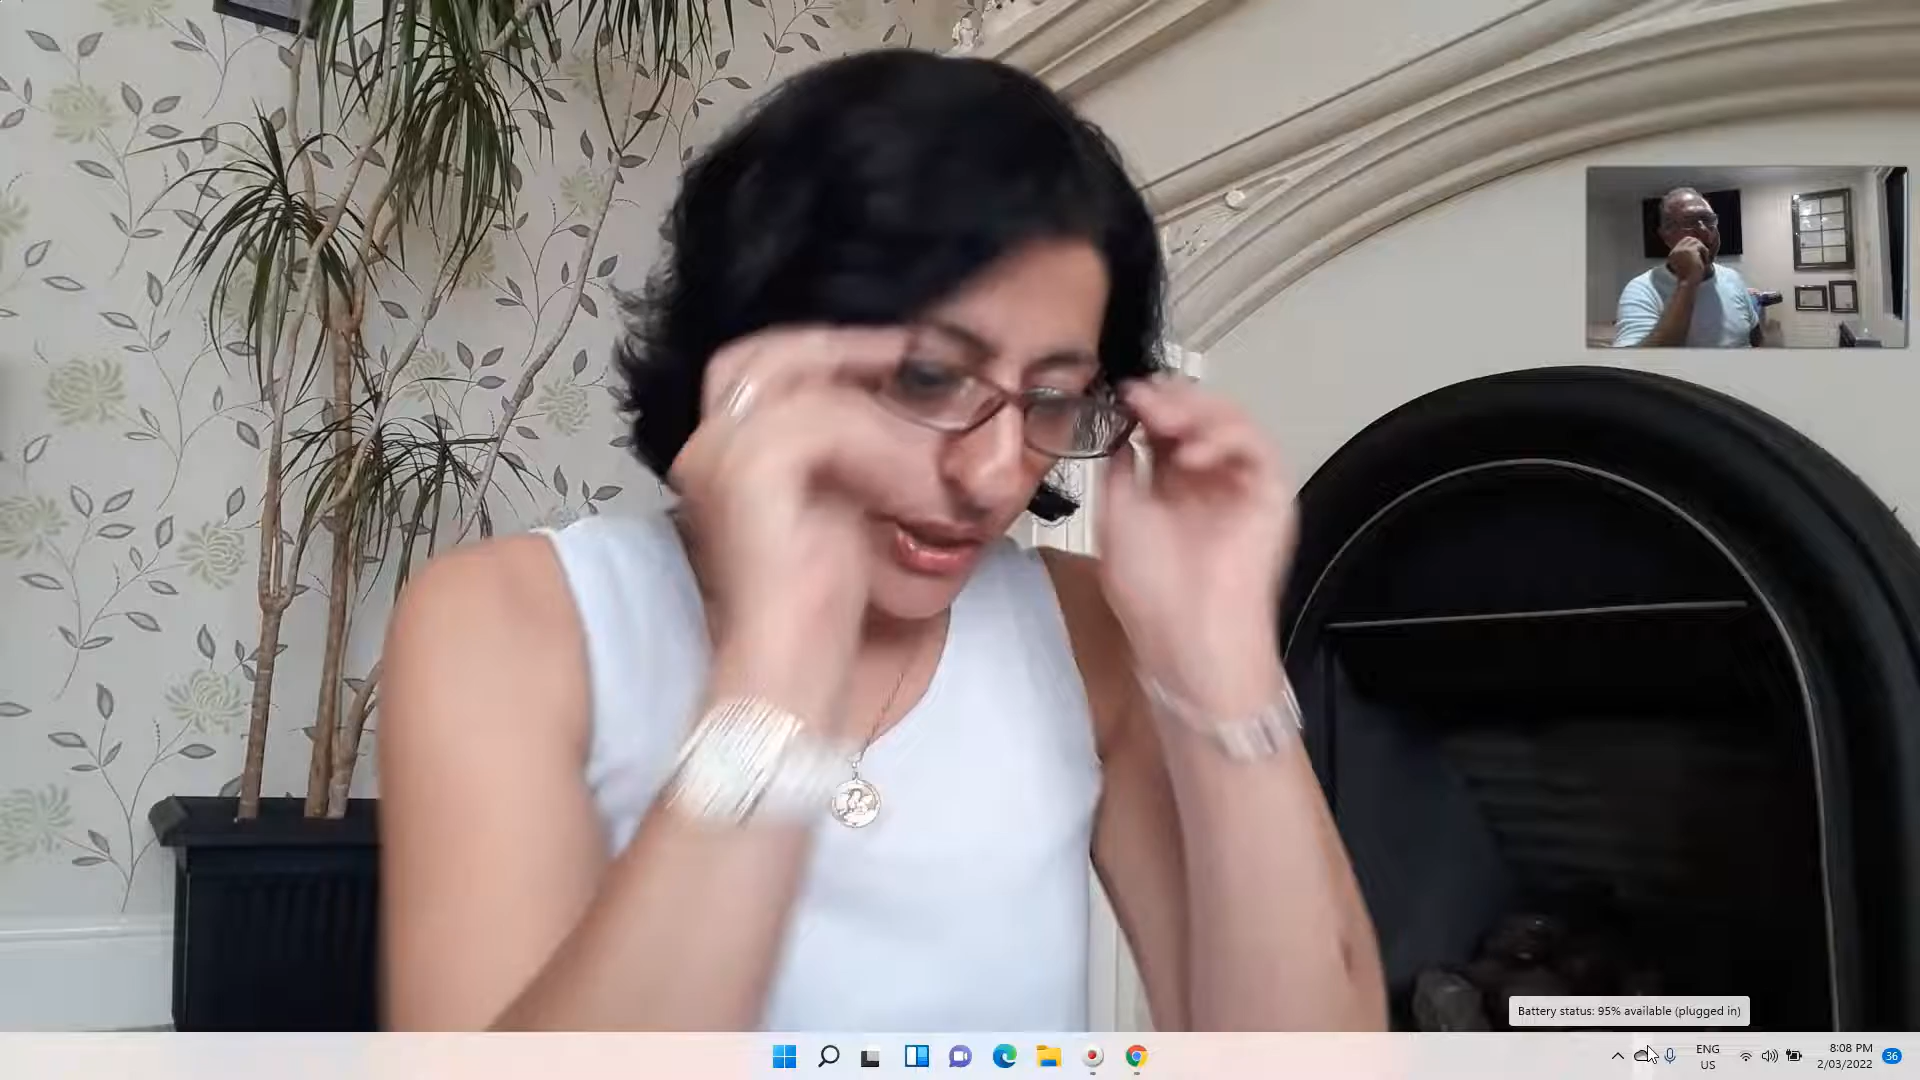 Battery status: 95% available (plugged in)
ENG
US
8:08 PM
2/03/2022
36